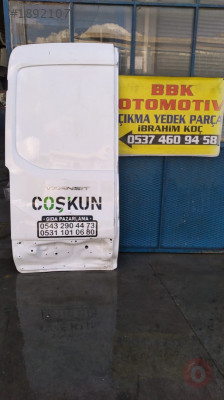 #1892107
BBK
OTOMOTİV
ÇIKMA YEDEK PARÇA
İBRAHİM KOÇ
0537 460 94 58
TRANSIT
COŞKUN
GIDA PAZARLAMA
0543 290 44 73
0531 101 06 80